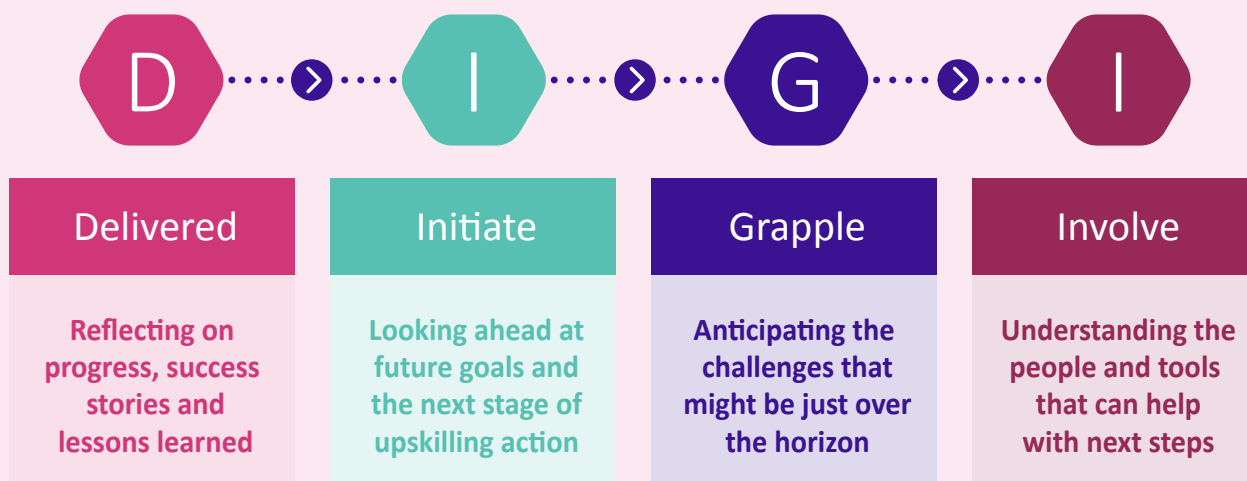 D
I
G
I
Delivered
Reflecting on
progress, success
stories and
lessons learned
Initiate
Looking ahead at
future goals and
the next stage of
upskilling action
Grapple
Anticipating the
challenges that
might be just over
the horizon
Involve
Understanding the
people and tools
that can help
with next steps